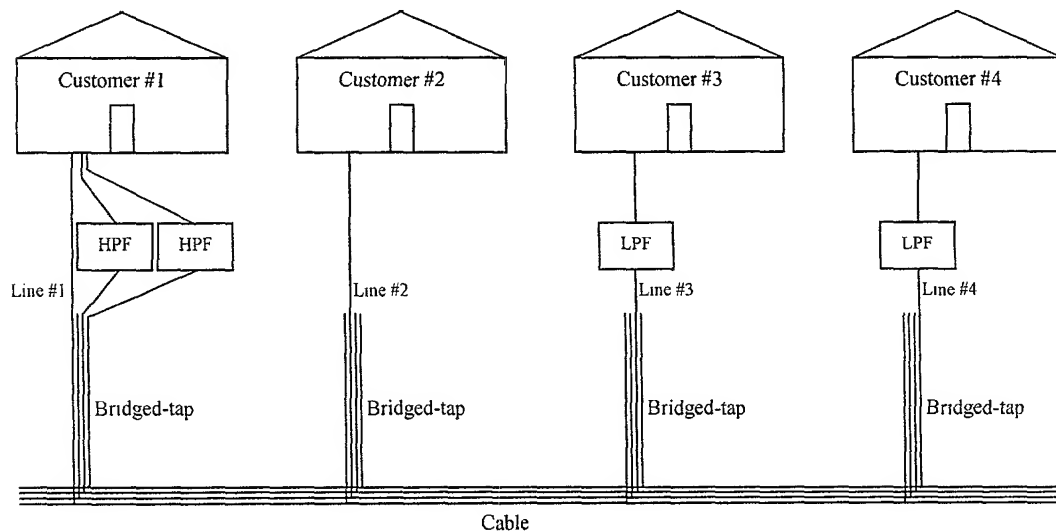 Customer #1
Customer #2
Customer #3
Customer #4
HPF
HPF
LPF
LPF
Line #1
Line #2
Line #3
Line #4
Bridged-tap
Bridged-tap
Bridged-tap
Bridged-tap
Cable